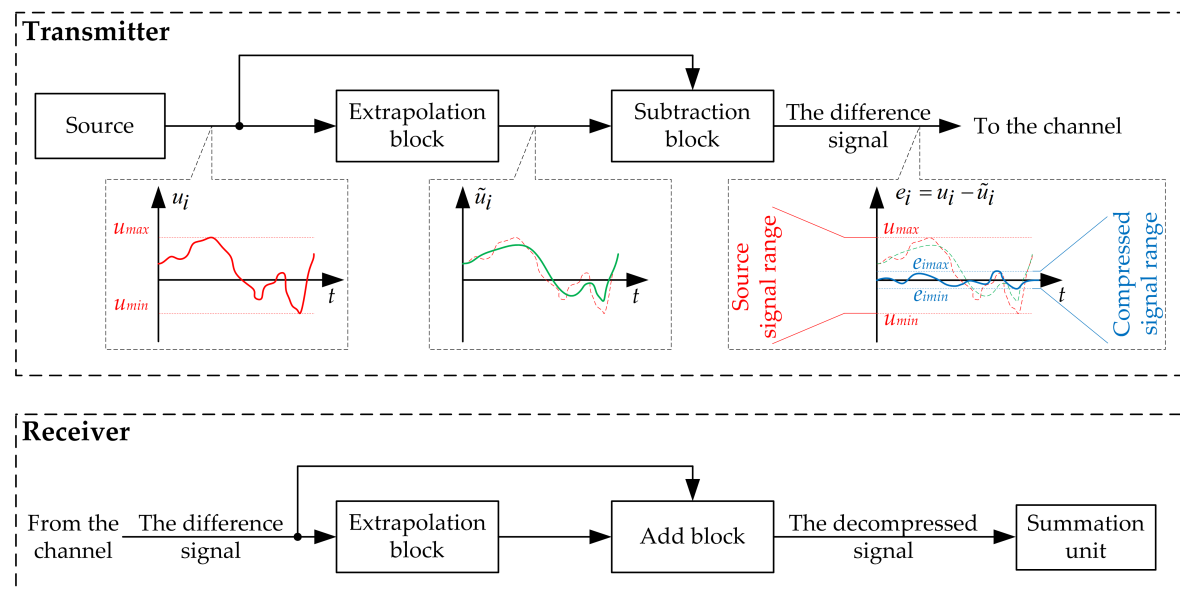 Transmitter
Source
Extrapolation
block
Subtraction
block
The difference
signal
To the channel
u_i
u_max
u_min
t
ũ_i
t
e_i = u_i − ũ_i
u_max
e_imax
e_imin
u_min
t
Source
signal range
Compressed
signal range
Receiver
From the
channel
The difference
signal
Extrapolation
block
Add block
The decompressed
signal
Summation
unit